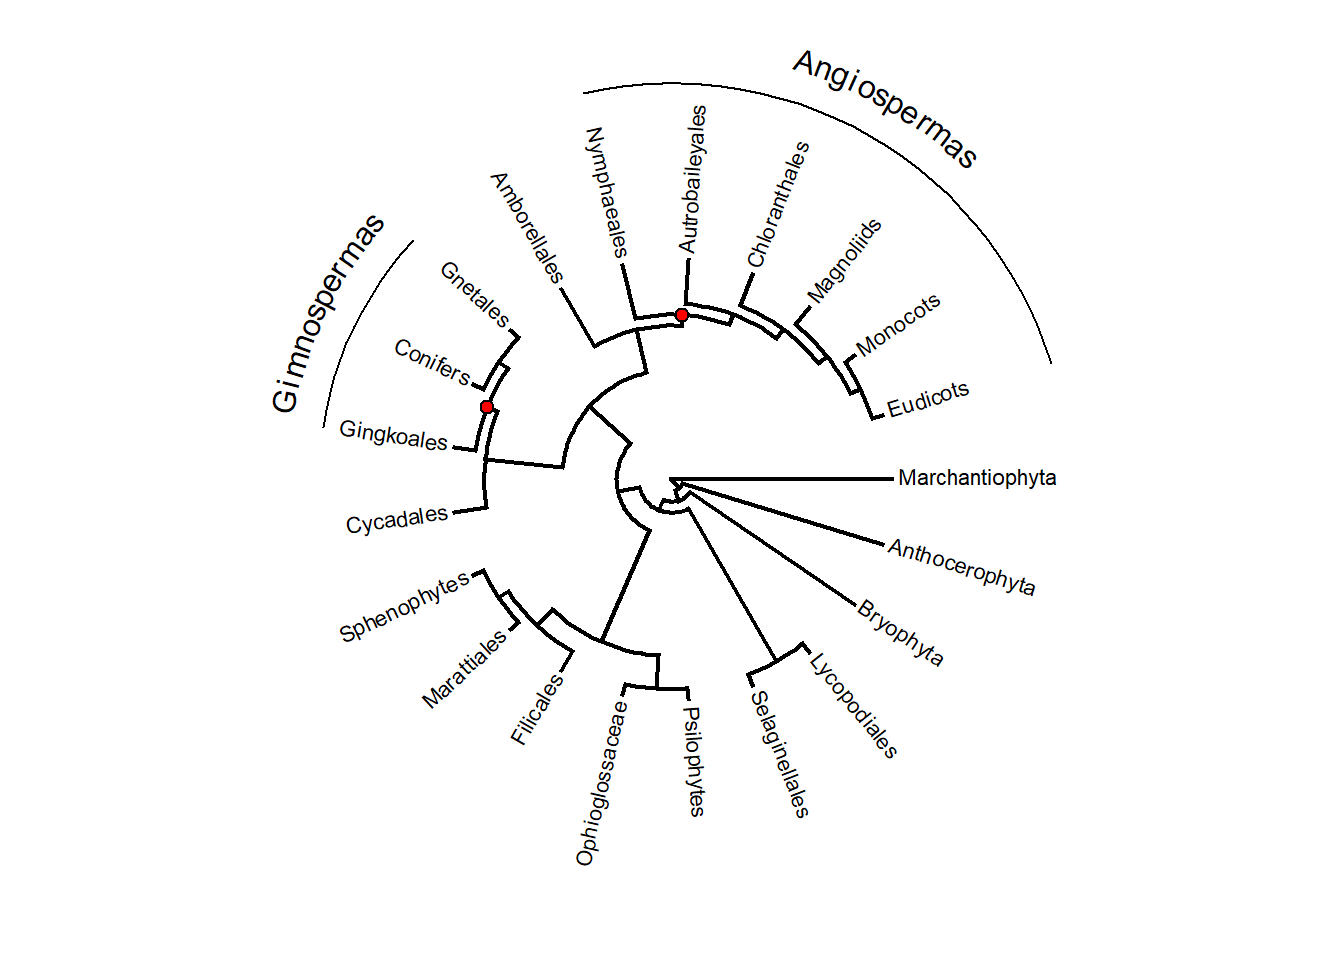 Angiospermas
Gimnospermas
Nymphaeales
Autrobaileyales
Chloranthales
Magnoliids
Monocots
Eudicots
Amborellales
Gnetales
Conifers
Gingkoales
Cycadales
Marchantiophyta
Anthocerophyta
Bryophyta
Lycopodiales
Selaginellales
Psilophytes
Ophioglossaceae
Filicales
Marattiales
Sphenophytes